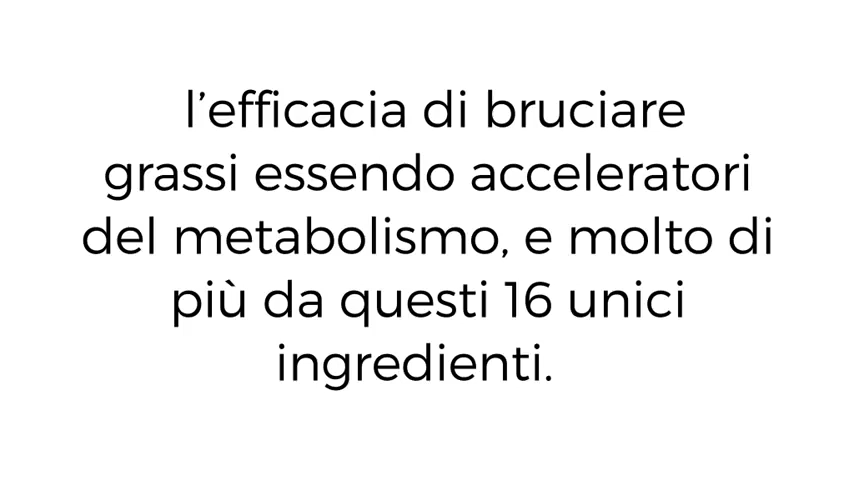 l’efficacia di bruciare
grassi essendo acceleratori
del metabolismo, e molto di
più da questi 16 unici
ingredienti.